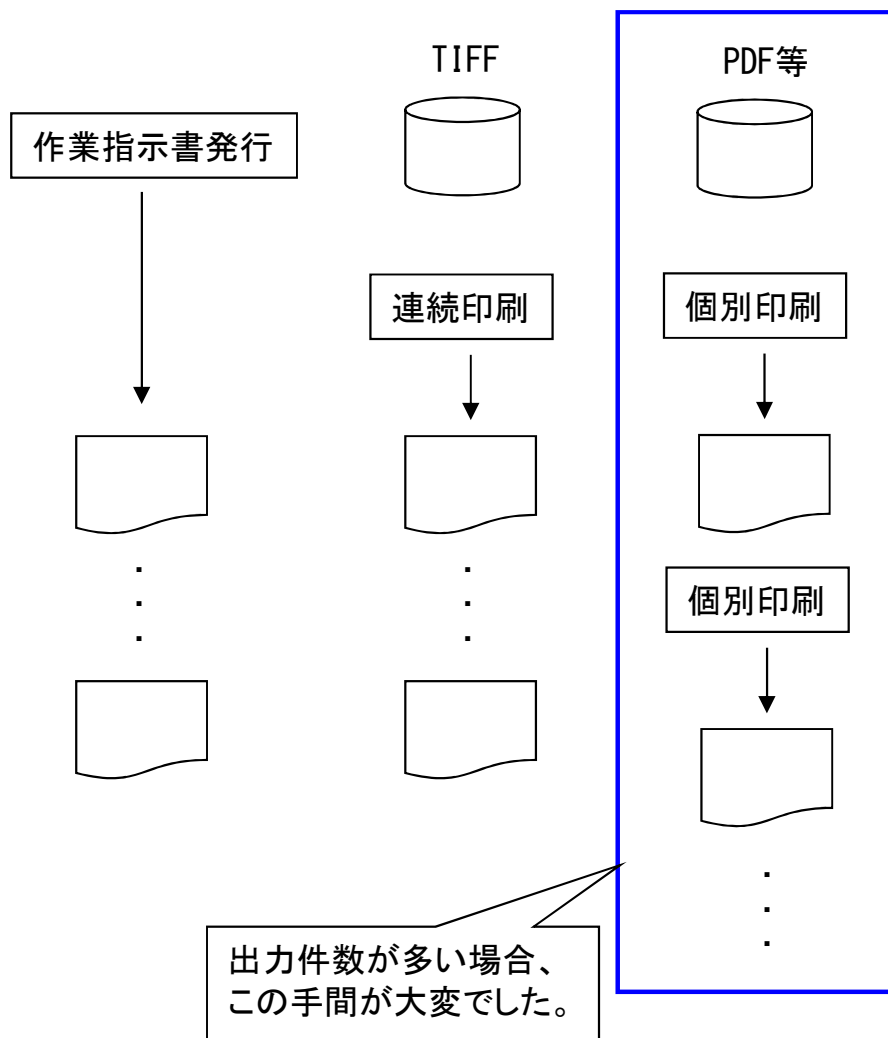 TIFF
PDF等
作業指示書発行
連続印刷
個別印刷
個別印刷
出力件数が多い場合、
この手間が大変でした。